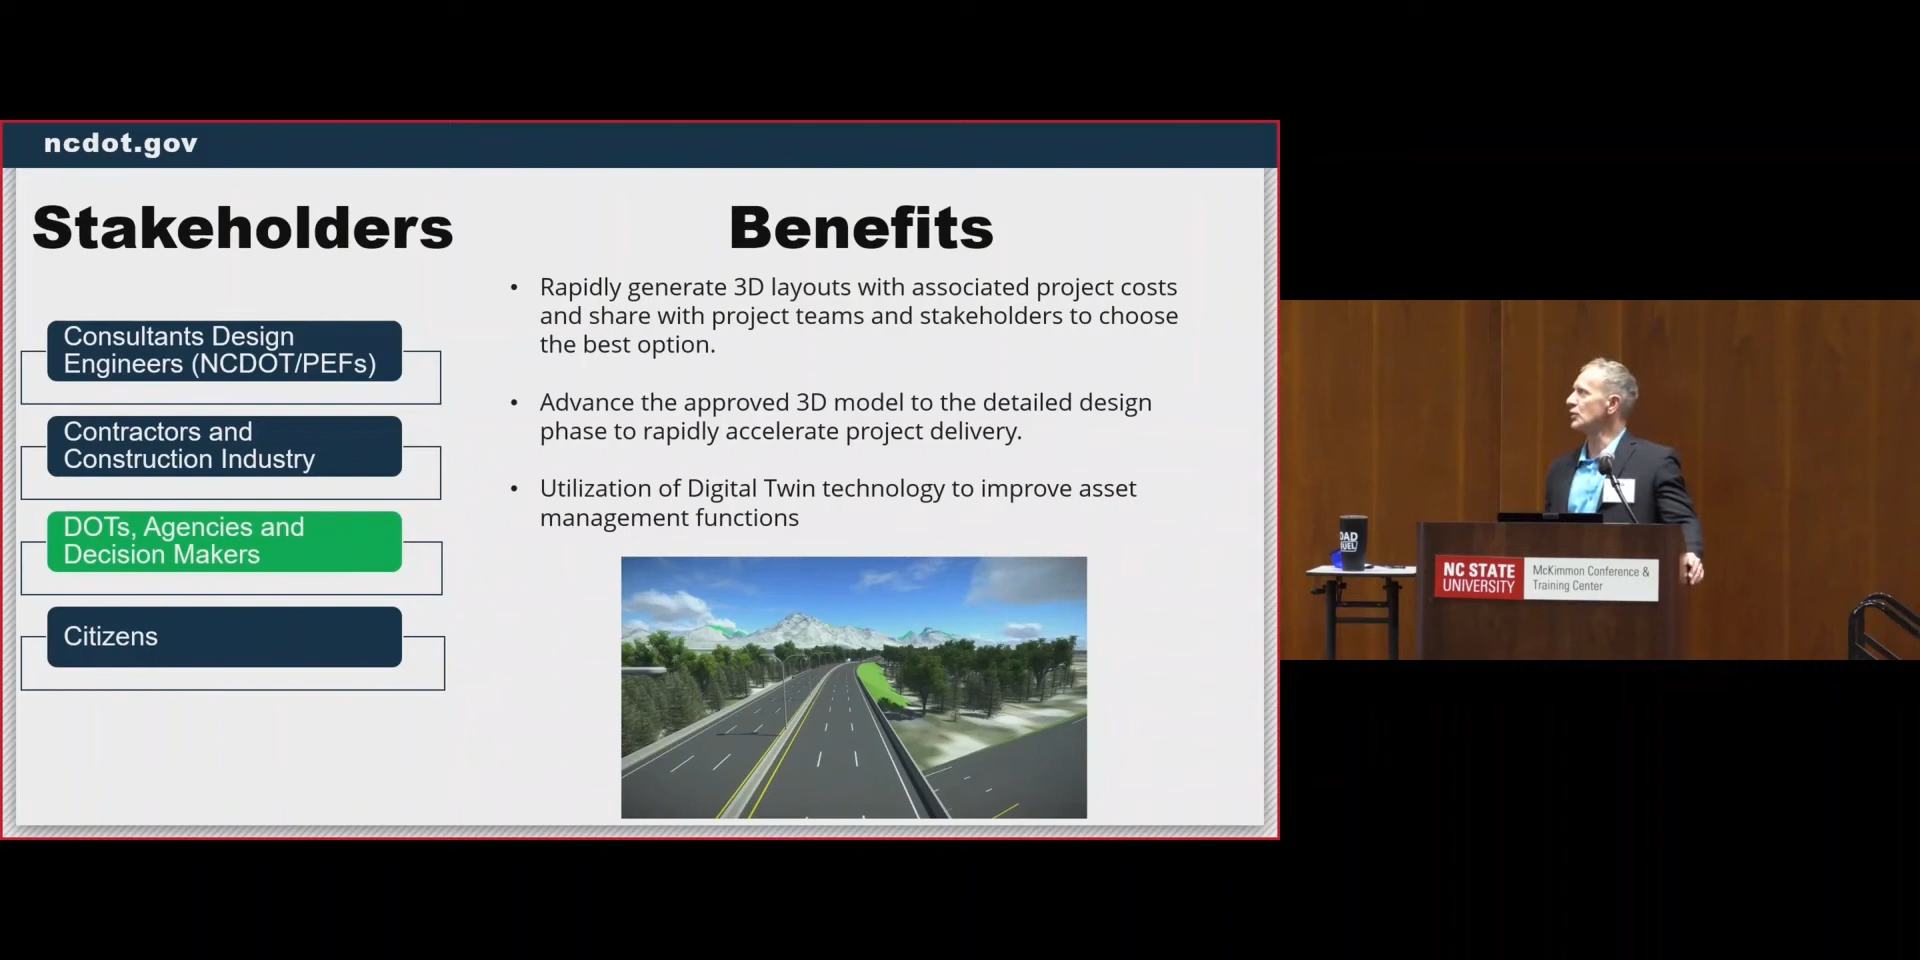 ncdot.gov
Stakeholders
Consultants Design
Engineers (NCDOT/PEFs)
Contractors and
Construction Industry
DOTs, Agencies and
Decision Makers
Citizens
Benefits
• Rapidly generate 3D layouts with associated project costs
and share with project teams and stakeholders to choose
the best option.
• Advance the approved 3D model to the detailed design
phase to rapidly accelerate project delivery.
• Utilization of Digital Twin technology to improve asset
management functions
NC STATE
UNIVERSITY
McKimmon Conference &
Training Center